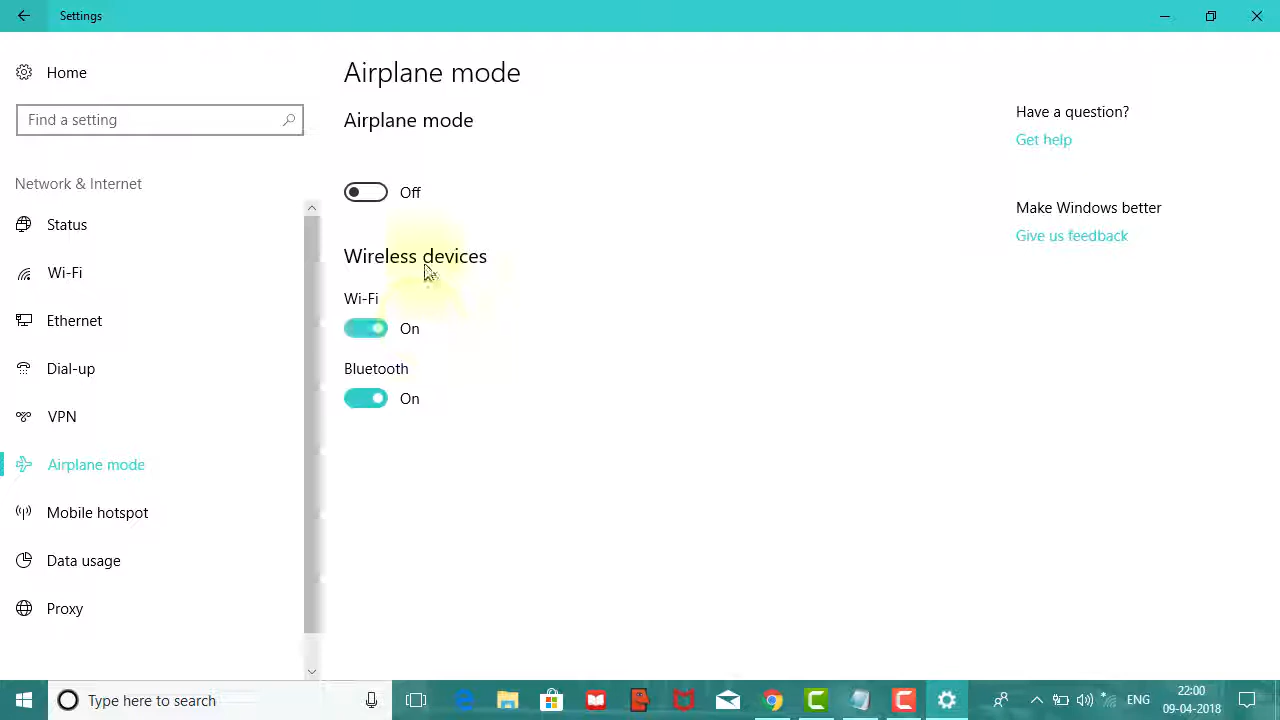 Settings
Home
Find a setting
Network & Internet
Status
Wi-Fi
Ethernet
Dial-up
VPN
Airplane mode
Mobile hotspot
Data usage
Proxy
Airplane mode
Airplane mode
Off
Wireless devices
Wi-Fi
On
Bluetooth
On
Have a question?
Get help
Make Windows better
Give us feedback
Type here to search
ENG
22:00
09-04-2018